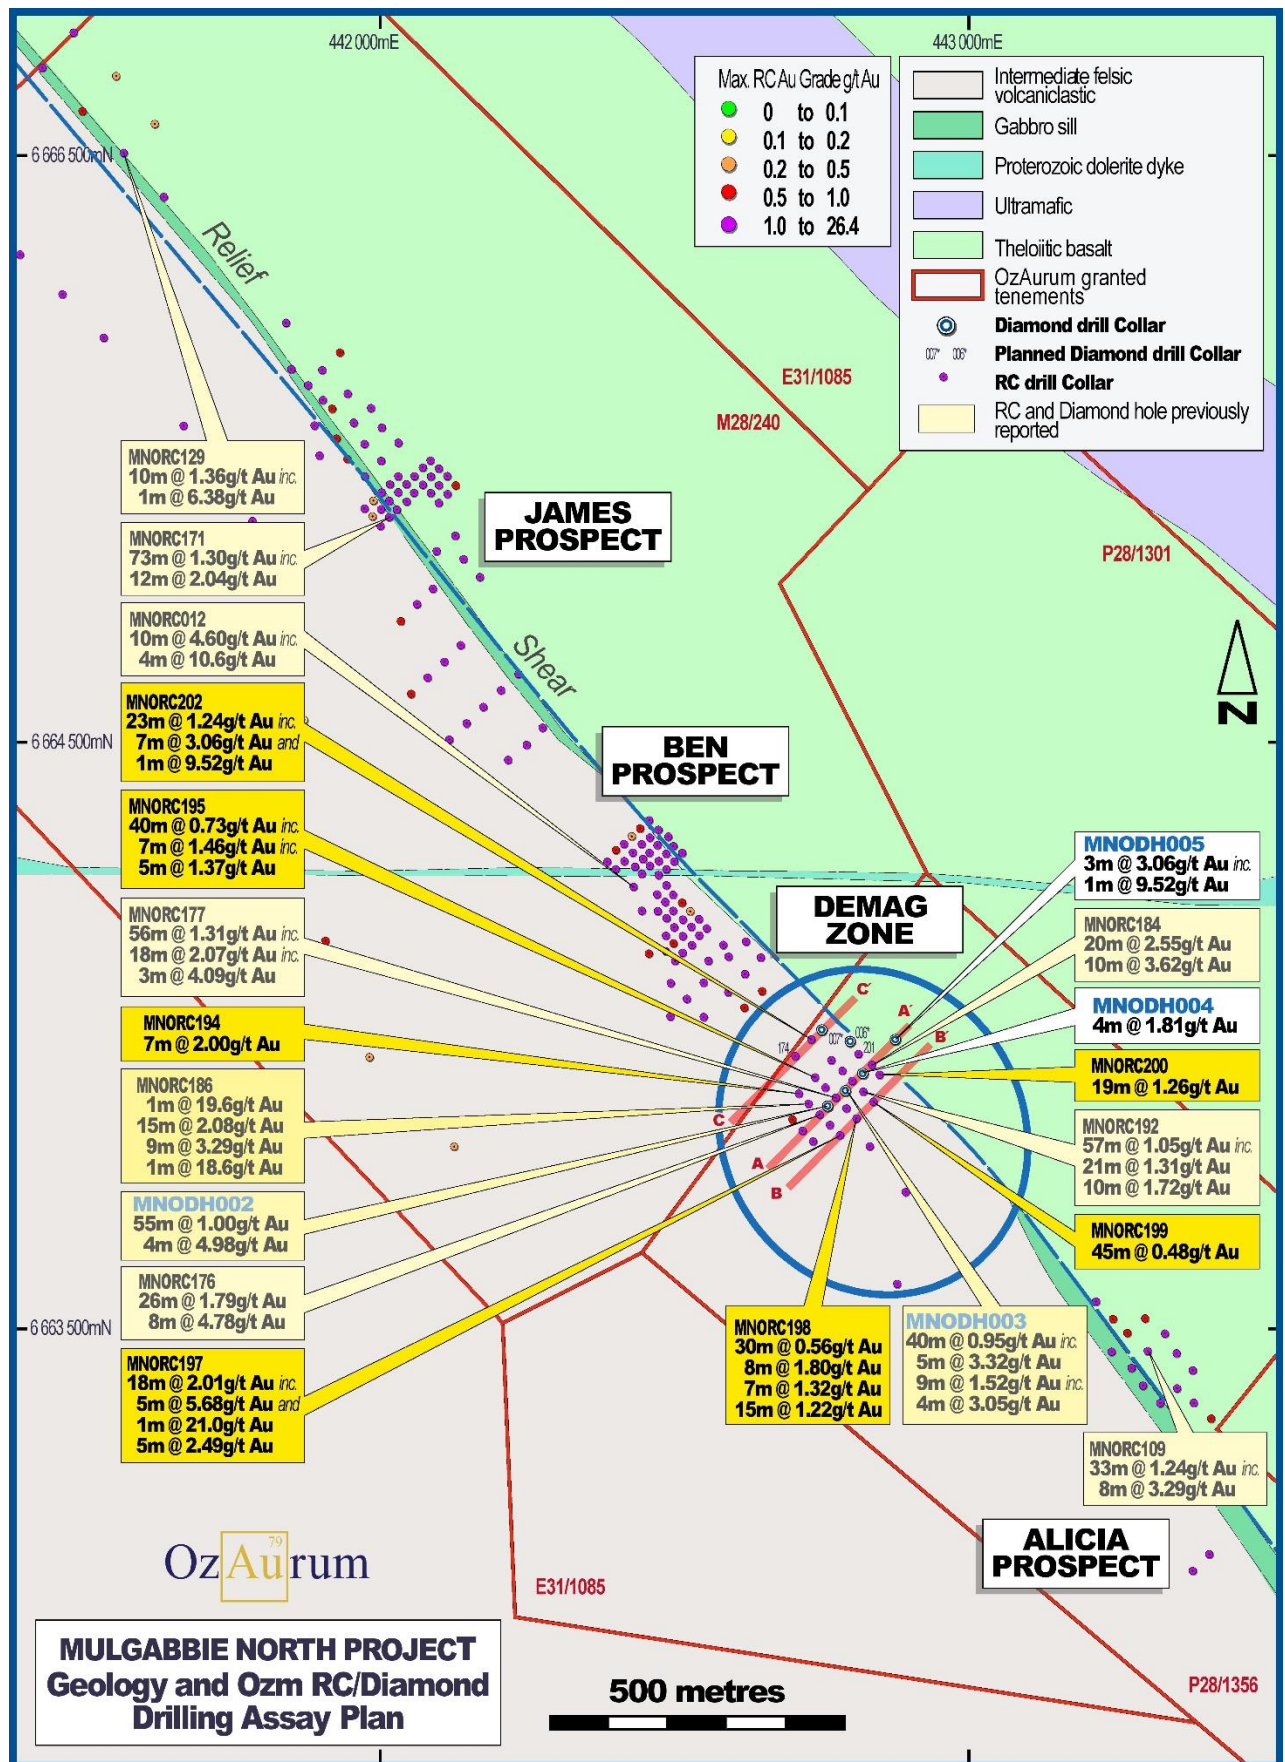 442 000mE
443 000mE
Max. RC Au Grade g/t Au
0 to 0.1
0.1 to 0.2
0.2 to 0.5
0.5 to 1.0
1.0 to 26.4
Intermediate felsic
volcaniclastic
Gabbro sill
Proterozoic dolerite dyke
Ultramafic
Theloiitic basalt
OzAurum granted
tenements
Diamond drill Collar
007* 006*
Planned Diamond drill Collar
RC drill Collar
RC and Diamond hole previously
reported
6 666 500mN
Relief
E31/1085
M28/240
P28/1301
MNORC129
10m @ 1.36g/t Au inc.
1m @ 6.38g/t Au
JAMES
PROSPECT
MNORC171
73m @ 1.30g/t Au inc.
12m @ 2.04g/t Au
MNORC012
10m @ 4.60g/t Au inc.
4m @ 10.6g/t Au
Shear
N
MNORC202
23m @ 1.24g/t Au inc.
7m @ 3.06g/t Au and
1m @ 9.52g/t Au
6 664 500mN
BEN
PROSPECT
MNORC195
40m @ 0.73g/t Au inc.
7m @ 1.46g/t Au inc.
5m @ 1.37g/t Au
MNODH005
3m @ 3.06g/t Au inc.
1m @ 9.52g/t Au
DEMAG
ZONE
MNORC177
56m @ 1.31g/t Au inc.
18m @ 2.07g/t Au inc.
3m @ 4.09g/t Au
MNORC184
20m @ 2.55g/t Au
10m @ 3.62g/t Au
MNODH004
4m @ 1.81g/t Au
C'
A'
B'
007*
006*
201
174
MNORC194
7m @ 2.00g/t Au
MNORC200
19m @ 1.26g/t Au
MNORC186
1m @ 19.6g/t Au
15m @ 2.08g/t Au
9m @ 3.29g/t Au
1m @ 18.6g/t Au
C
A
B
MNORC192
57m @ 1.05g/t Au inc.
21m @ 1.31g/t Au
10m @ 1.72g/t Au
MNODH002
55m @ 1.00g/t Au
4m @ 4.98g/t Au
MNORC199
45m @ 0.48g/t Au
MNORC176
26m @ 1.79g/t Au
8m @ 4.78g/t Au
6 663 500mN
MNORC197
18m @ 2.01g/t Au inc.
5m @ 5.68g/t Au and
1m @ 21.0g/t Au
5m @ 2.49g/t Au
MNORC198
30m @ 0.56g/t Au
8m @ 1.80g/t Au
7m @ 1.32g/t Au
15m @ 1.22g/t Au
MNODH003
40m @ 0.95g/t Au inc.
5m @ 3.32g/t Au
9m @ 1.52g/t Au inc.
4m @ 3.05g/t Au
MNORC109
33m @ 1.24g/t Au inc.
8m @ 3.29g/t Au
ALICIA
PROSPECT
79
OzAurum
E31/1085
MULGABBIE NORTH PROJECT
Geology and Ozm RC/Diamond
Drilling Assay Plan
500 metres
P28/1356